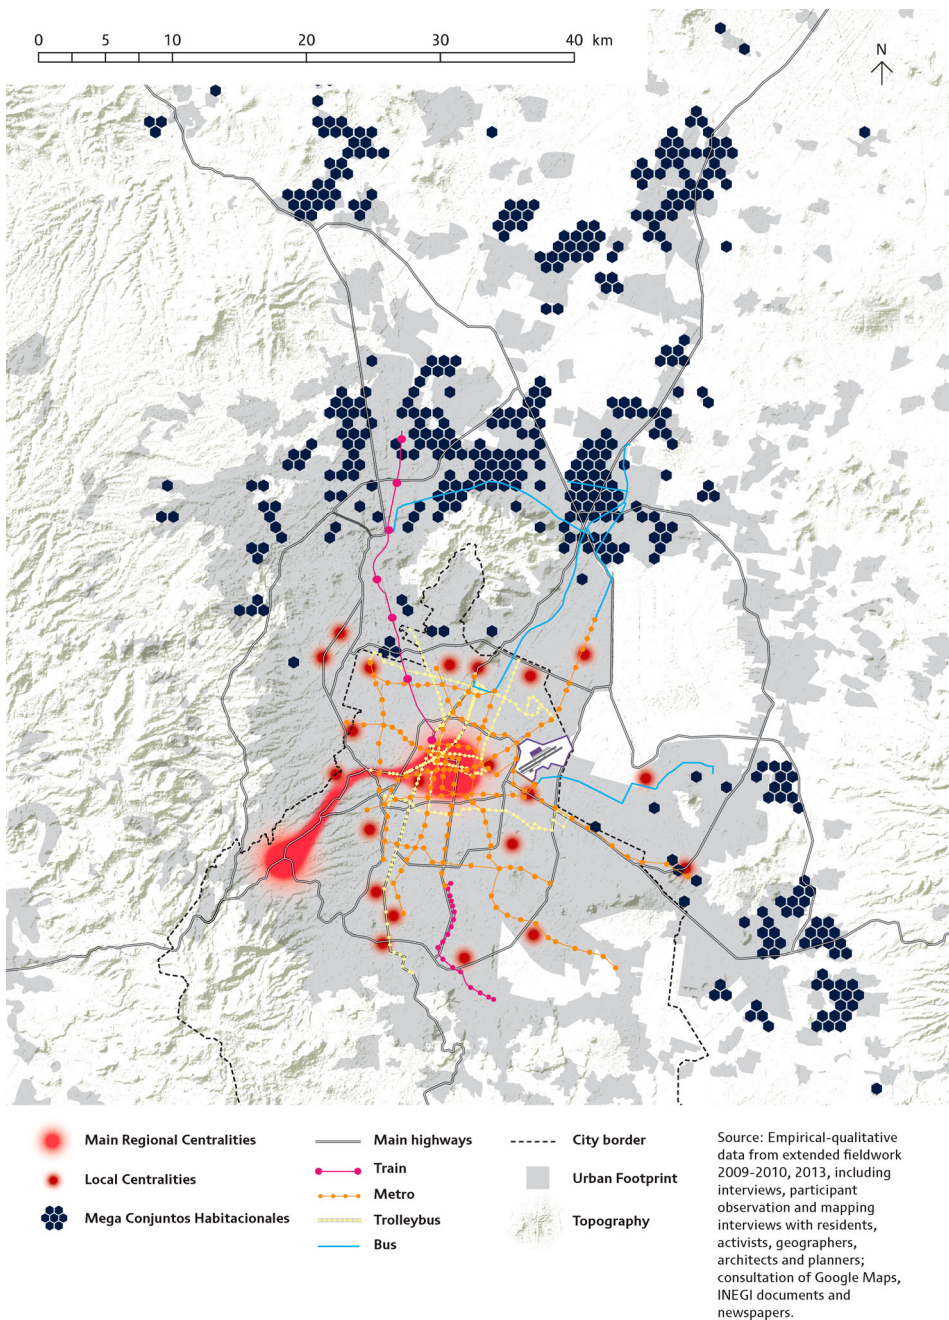 0 5 10 20 30 40 km
N
Main Regional Centralities
Local Centralities
Mega Conjuntos Habitacionales
Main highways
Train
Metro
Trolleybus
Bus
City border
Urban Footprint
Topography
Source: Empirical-qualitative
data from extended fieldwork
2009-2010, 2013, including
interviews, participant
observation and mapping
interviews with residents,
activists, geographers,
architects and planners;
consultation of Google Maps,
INEGI documents and
newspapers.